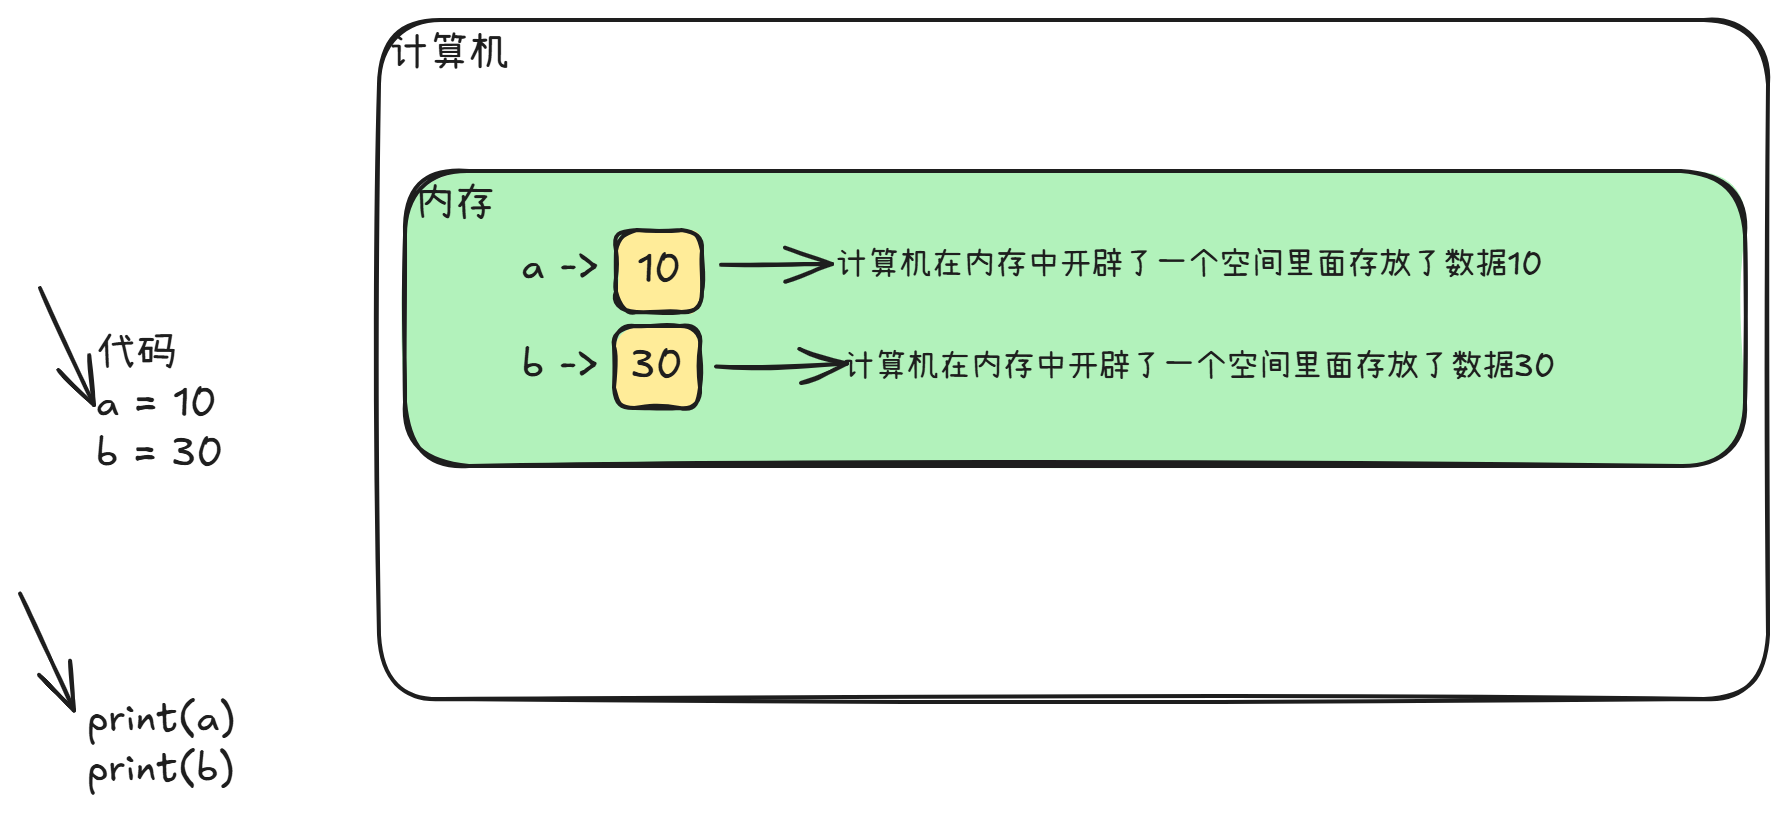 计算机
内存
a -> 10 计算机在内存中开辟了一个空间里面存放了数据10
b -> 30 计算机在内存中开辟了一个空间里面存放了数据30
代码
a = 10
b = 30
print(a)
print(b)